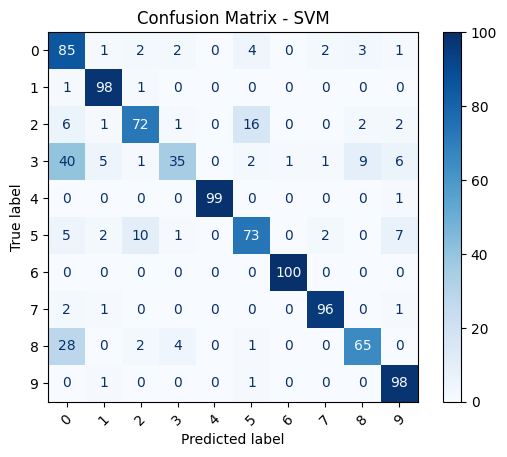 Confusion Matrix - SVM
0 85 1 2 2 0 4 0 2 3 1
1 1 98 1 0 0 0 0 0 0 0
2 6 1 72 1 0 16 0 0 2 2
3 40 5 1 35 0 2 1 1 9 6
4 0 0 0 0 99 0 0 0 0 1
5 5 2 10 1 0 73 0 2 0 7
6 0 0 0 0 0 0 100 0 0 0
7 2 1 0 0 0 0 0 96 0 1
8 28 0 2 4 0 1 0 0 65 0
9 0 1 0 0 0 1 0 0 0 98
0 1 2 3 4 5 6 7 8 9
Predicted label
True label
100
80
60
40
20
0